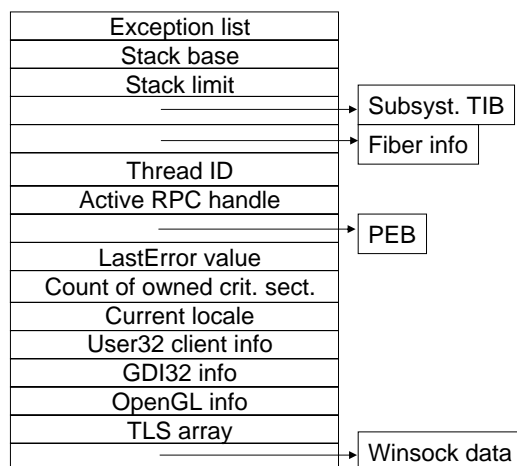 Exception list
Stack base
Stack limit
Subsyst. TIB
Fiber info
Thread ID
Active RPC handle
PEB
LastError value
Count of owned crit. sect.
Current locale
User32 client info
GDI32 info
OpenGL info
TLS array
Winsock data